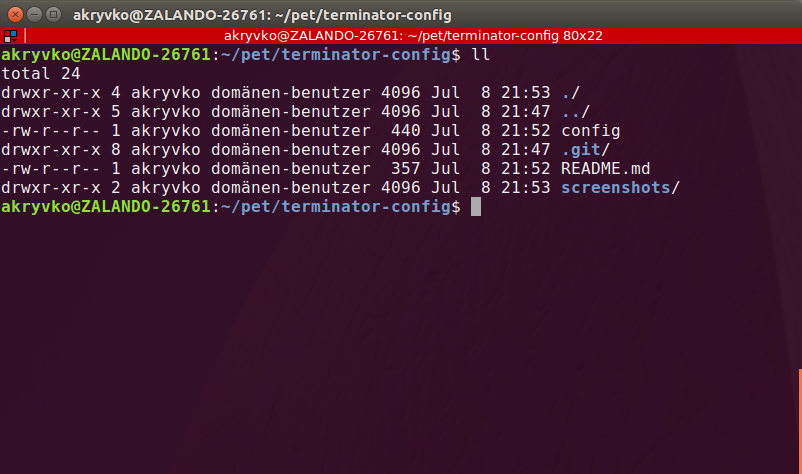 akryvko@ZALANDO-26761: ~/pet/terminator-config
akryvko@ZALANDO-26761: ~/pet/terminator-config 80x22
akryvko@ZALANDO-26761:~/pet/terminator-config$ ll
total 24
drwxr-xr-x 4 akryvko domänen-benutzer 4096 Jul  8 21:53 ./
drwxr-xr-x 5 akryvko domänen-benutzer 4096 Jul  8 21:47 ../
-rw-r--r-- 1 akryvko domänen-benutzer  440 Jul  8 21:52 config
drwxr-xr-x 8 akryvko domänen-benutzer 4096 Jul  8 21:47 .git/
-rw-r--r-- 1 akryvko domänen-benutzer  357 Jul  8 21:52 README.md
drwxr-xr-x 2 akryvko domänen-benutzer 4096 Jul  8 21:53 screenshots/
akryvko@ZALANDO-26761:~/pet/terminator-config$